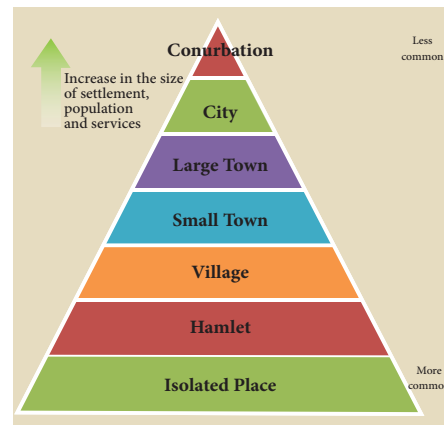 Conurbation
Less
common
Increase in the size
of settlement,
population
and services
City
Large Town
Small Town
Village
Hamlet
Isolated Place
More
commo